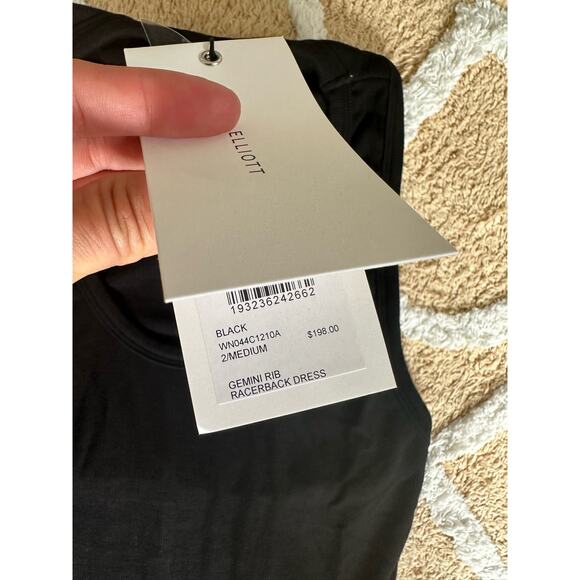 ELLIOTT
193236242662
BLACK
WN044C1210A $198.00
2/MEDIUM
GEMINI RIB
RACERBACK DRESS